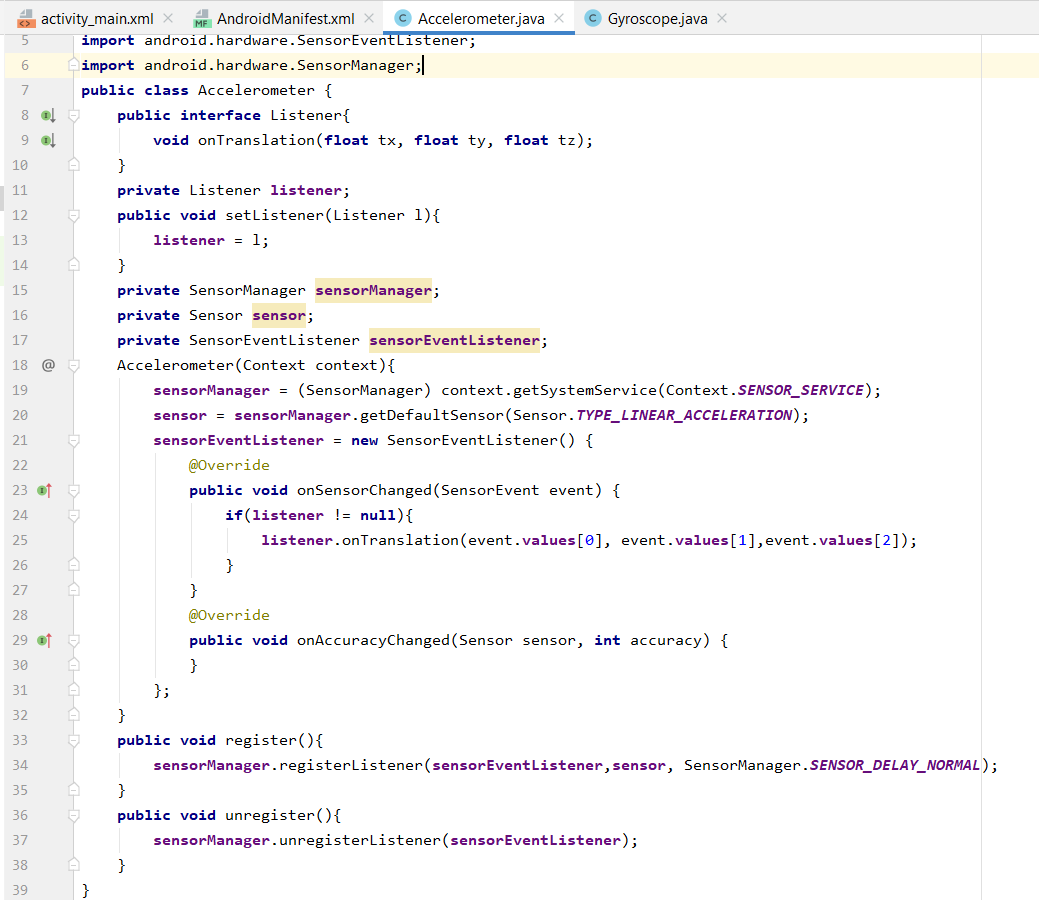 activity_main.xml AndroidManifest.xml Accelerometer.java Gyroscope.java
5 import android.hardware.SensorEventListener;
6 import android.hardware.SensorManager;
7 public class Accelerometer {
8 public interface Listener{
9 void onTranslation(float tx, float ty, float tz);
10 }
11 private Listener listener;
12 public void setListener(Listener l){
13 listener = l;
14 }
15 private SensorManager sensorManager;
16 private Sensor sensor;
17 private SensorEventListener sensorEventListener;
18 @ Accelerometer(Context context){
19 sensorManager = (SensorManager) context.getSystemService(Context.SENSOR_SERVICE);
20 sensor = sensorManager.getDefaultSensor(Sensor.TYPE_LINEAR_ACCELERATION);
21 sensorEventListener = new SensorEventListener() {
22 @Override
23 public void onSensorChanged(SensorEvent event) {
24 if(listener != null){
25 listener.onTranslation(event.values[0], event.values[1],event.values[2]);
26 }
27 }
28 @Override
29 public void onAccuracyChanged(Sensor sensor, int accuracy) {
30 }
31 };
32 }
33 public void register(){
34 sensorManager.registerListener(sensorEventListener,sensor, SensorManager.SENSOR_DELAY_NORMAL);
35 }
36 public void unregister(){
37 sensorManager.unregisterListener(sensorEventListener);
38 }
39 }